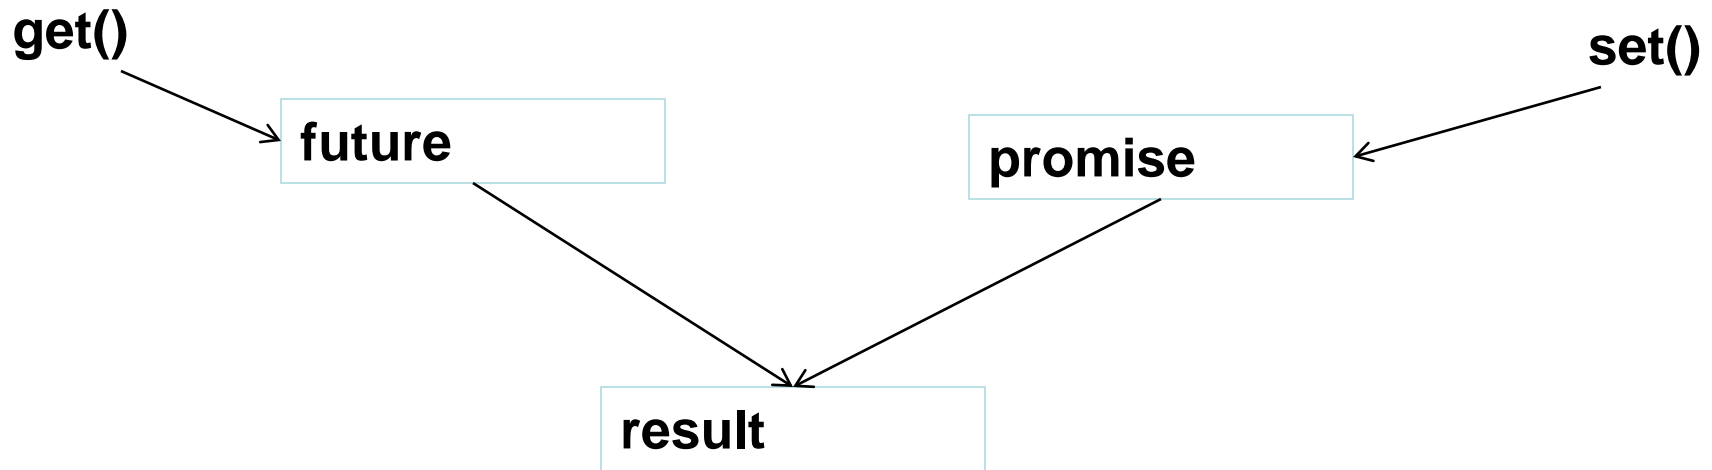 get()
set()
future
promise
result